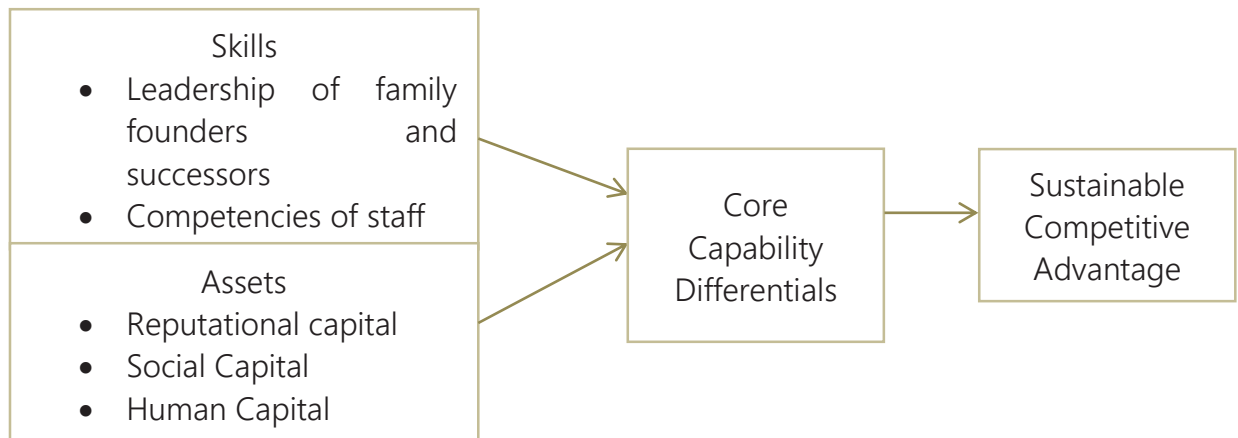 Skills
• Leadership of family
founders and
successors
• Competencies of staff
Assets
• Reputational capital
• Social Capital
• Human Capital
Core
Capability
Differentials
Sustainable
Competitive
Advantage